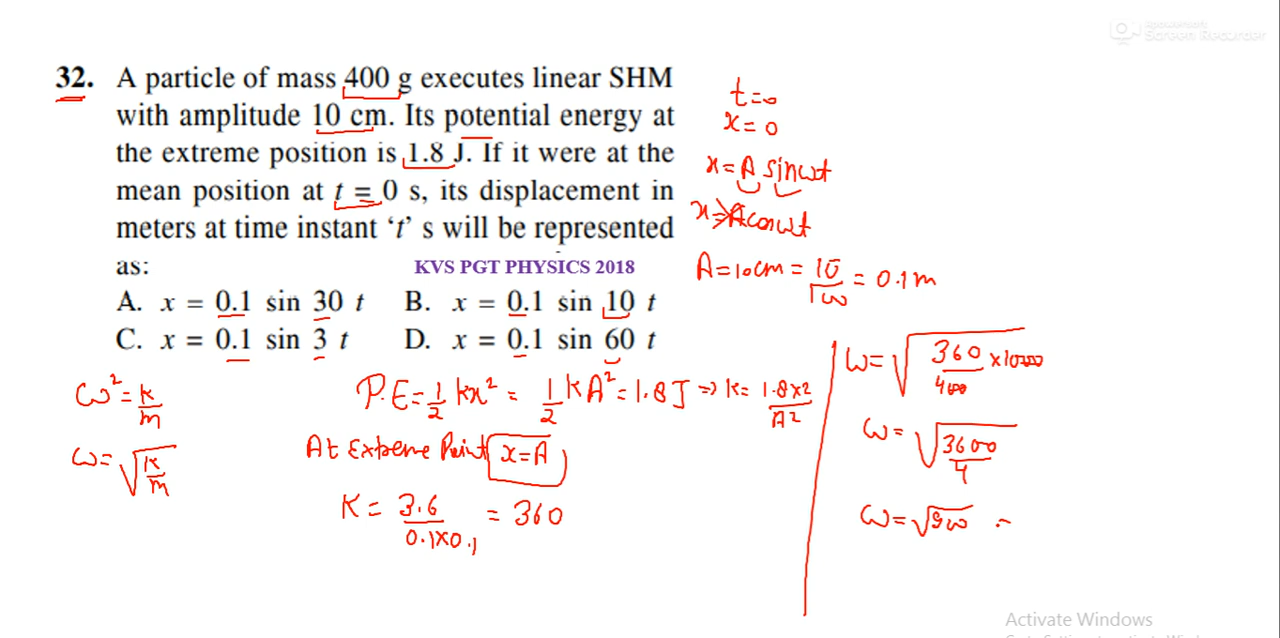 Screen Recorder
32. A particle of mass 400 g executes linear SHM
with amplitude 10 cm. Its potential energy at
the extreme position is 1.8 J. If it were at the
mean position at t = 0 s, its displacement in
meters at time instant ‘t’ s will be represented
as:
KVS PGT PHYSICS 2018
A. x = 0.1 sin 30 t B. x = 0.1 sin 10 t
C. x = 0.1 sin 3 t D. x = 0.1 sin 60 t
t=0
x=0
x=A sinωt
x=Acosωt
A=10cm = 10/100 = 0.1m
ω²=k/m
ω=√(k/m)
P.E=1/2 kx² = 1/2 kA² = 1.8J ⇒ k= 1.8×2/A²
At Extreme Point x=A
K = 3.6/0.1×0.1 = 360
ω=√(360/400 ×1000)
ω=√(3600/4)
ω=√900 =
Activate Windows